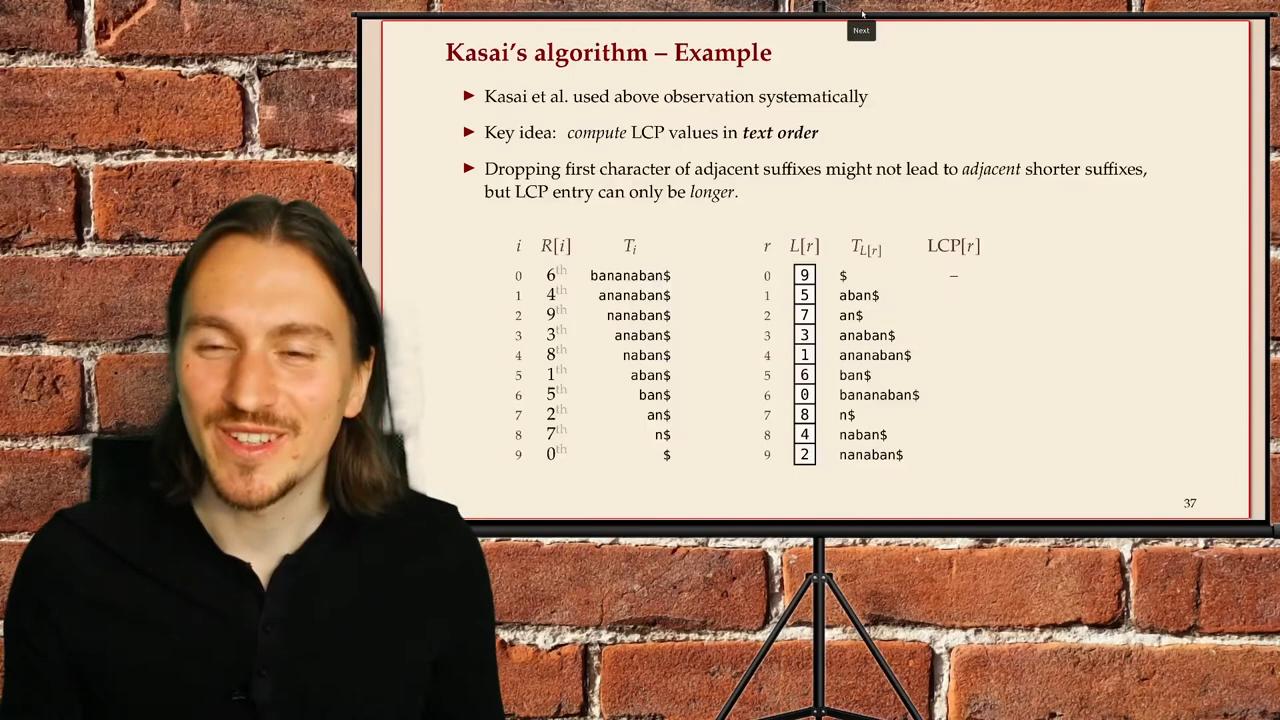 Next
Kasai's algorithm – Example
▶ Kasai et al. used above observation systematically
▶ Key idea: compute LCP values in text order
▶ Dropping first character of adjacent suffixes might not lead to adjacent shorter suffixes,
but LCP entry can only be longer.
i R[i] T_i r L[r] T_L[r] LCP[r]
0 6th bananaban$ 0 9 $ –
1 4th ananaban$ 1 5 aban$
2 9th nanaban$ 2 7 an$
3 3th anaban$ 3 3 anaban$
4 8th naban$ 4 1 ananaban$
5 1th aban$ 5 6 ban$
6 5th ban$ 6 0 bananaban$
7 2th an$ 7 8 n$
8 7th n$ 8 4 naban$
9 0th $ 9 2 nanaban$
37